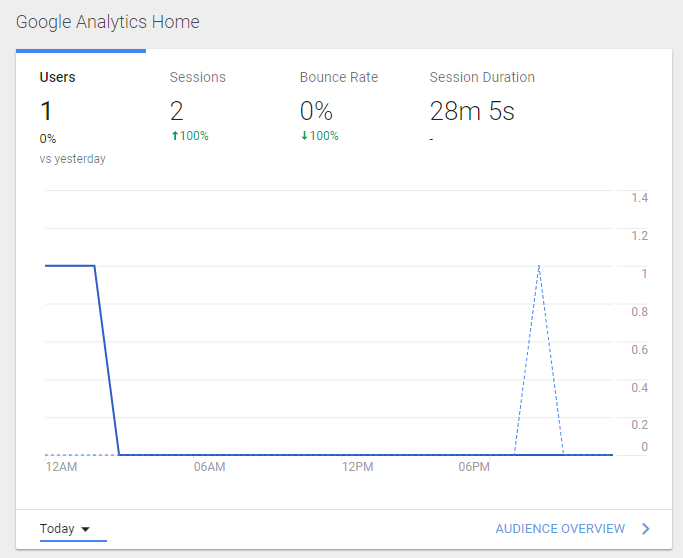 Google Analytics Home
Users
1
0%
vs yesterday
Sessions
2
↑100%
Bounce Rate
0%
↓100%
Session Duration
28m 5s
-
1.4
1.2
1
0.8
0.6
0.4
0.2
0
12AM 06AM 12PM 06PM
Today
AUDIENCE OVERVIEW